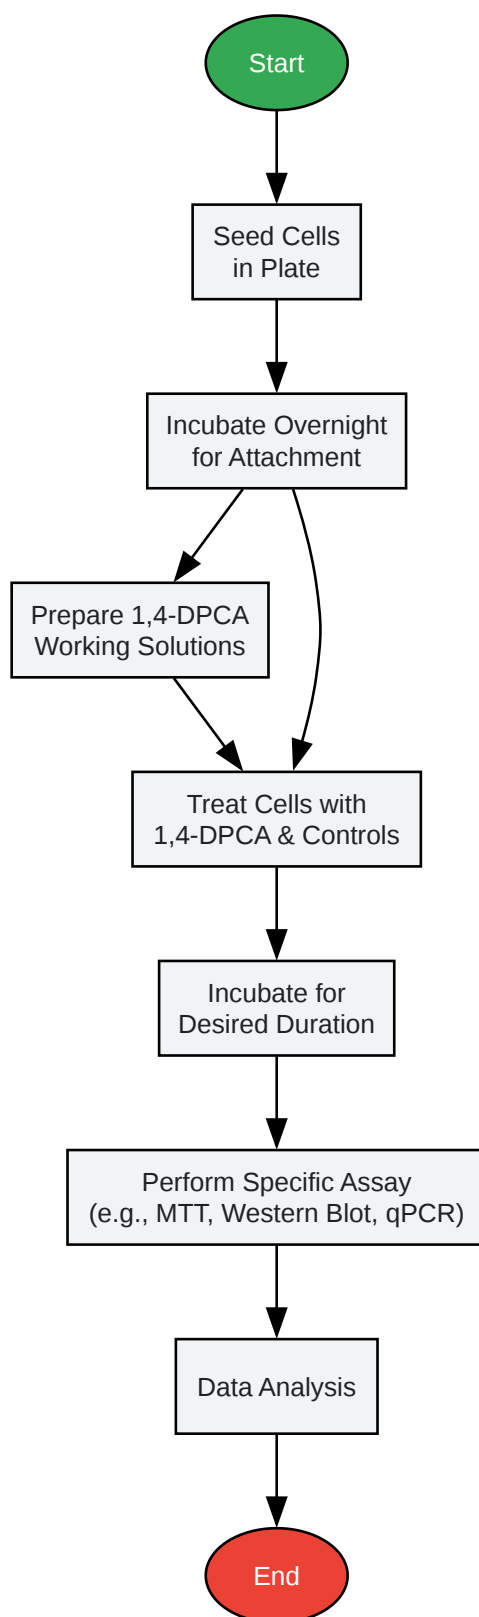 Start
Seed Cells
in Plate
Incubate Overnight
for Attachment
Prepare 1,4-DPCA
Working Solutions
Treat Cells with
1,4-DPCA & Controls
Incubate for
Desired Duration
Perform Specific Assay
(e.g., MTT, Western Blot, qPCR)
Data Analysis
End